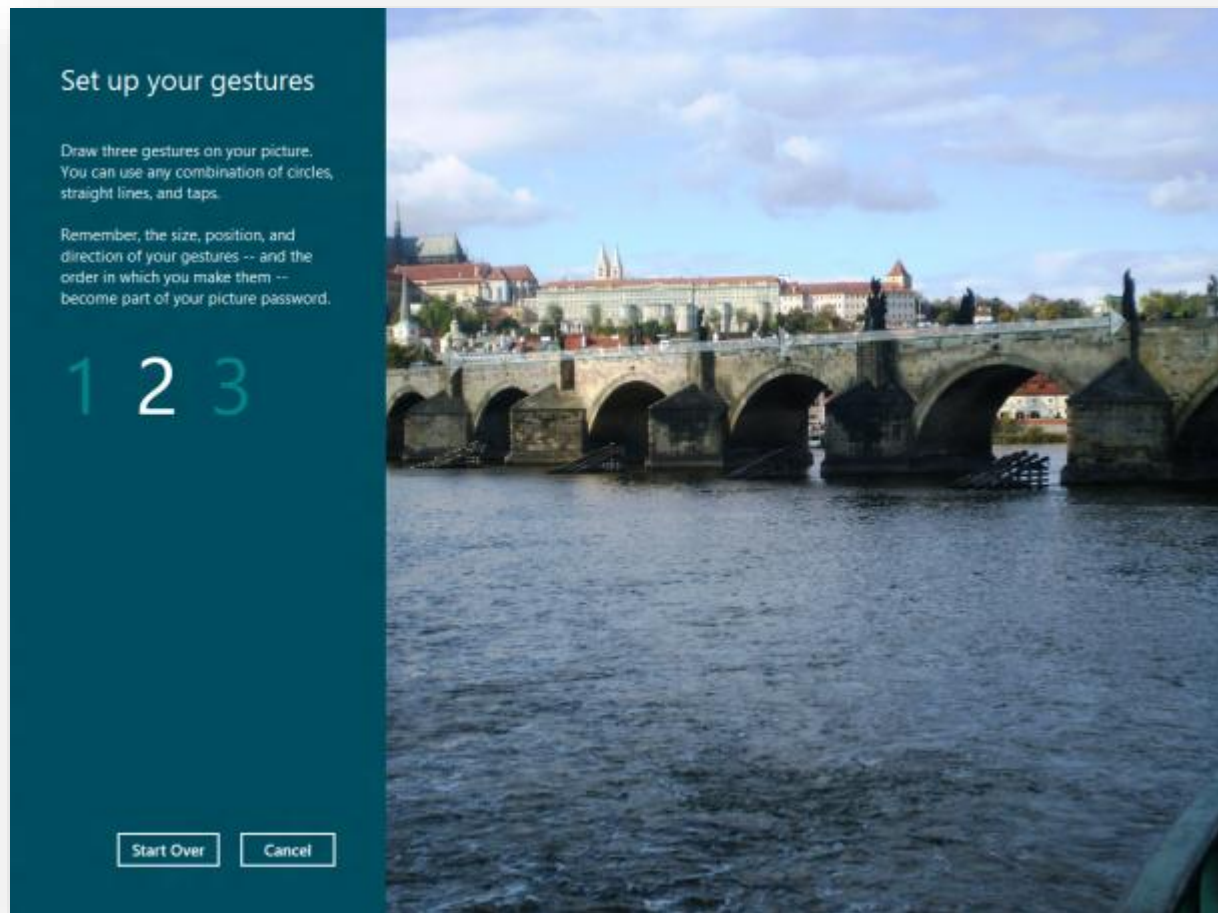 Set up your gestures
Draw three gestures on your picture.
You can use any combination of circles,
straight lines, and taps.
Remember, the size, position, and
direction of your gestures -- and the
order in which you make them --
become part of your picture password.
1 2 3
Start Over Cancel